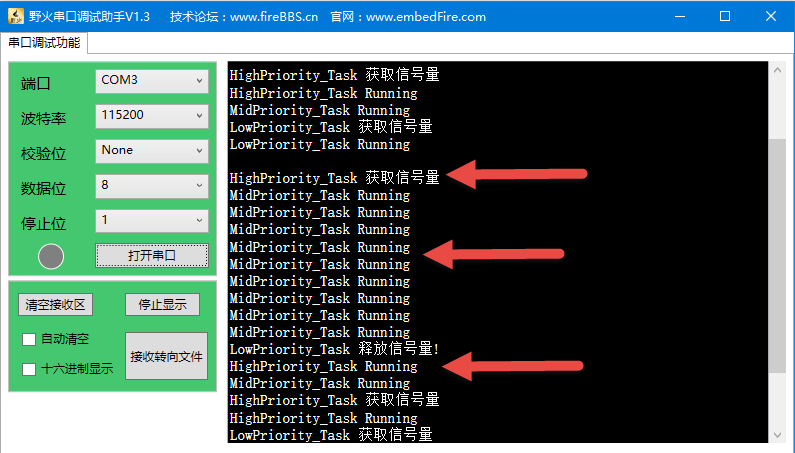 野火串口调试助手V1.3 技术论坛：www.fireBBS.cn 官网：www.embedFire.com
串口调试功能
端口 COM3
波特率 115200
校验位 None
数据位 8
停止位 1
打开串口
清空接收区 停止显示
自动清空
十六进制显示
接收转向文件
HighPriority_Task 获取信号量
HighPriority_Task Running
MidPriority_Task Running
LowPriority_Task 获取信号量
LowPriority_Task Running
HighPriority_Task 获取信号量
MidPriority_Task Running
MidPriority_Task Running
MidPriority_Task Running
MidPriority_Task Running
MidPriority_Task Running
MidPriority_Task Running
MidPriority_Task Running
MidPriority_Task Running
MidPriority_Task Running
LowPriority_Task 释放信号量!
HighPriority_Task Running
MidPriority_Task Running
HighPriority_Task 获取信号量
HighPriority_Task Running
LowPriority_Task 获取信号量